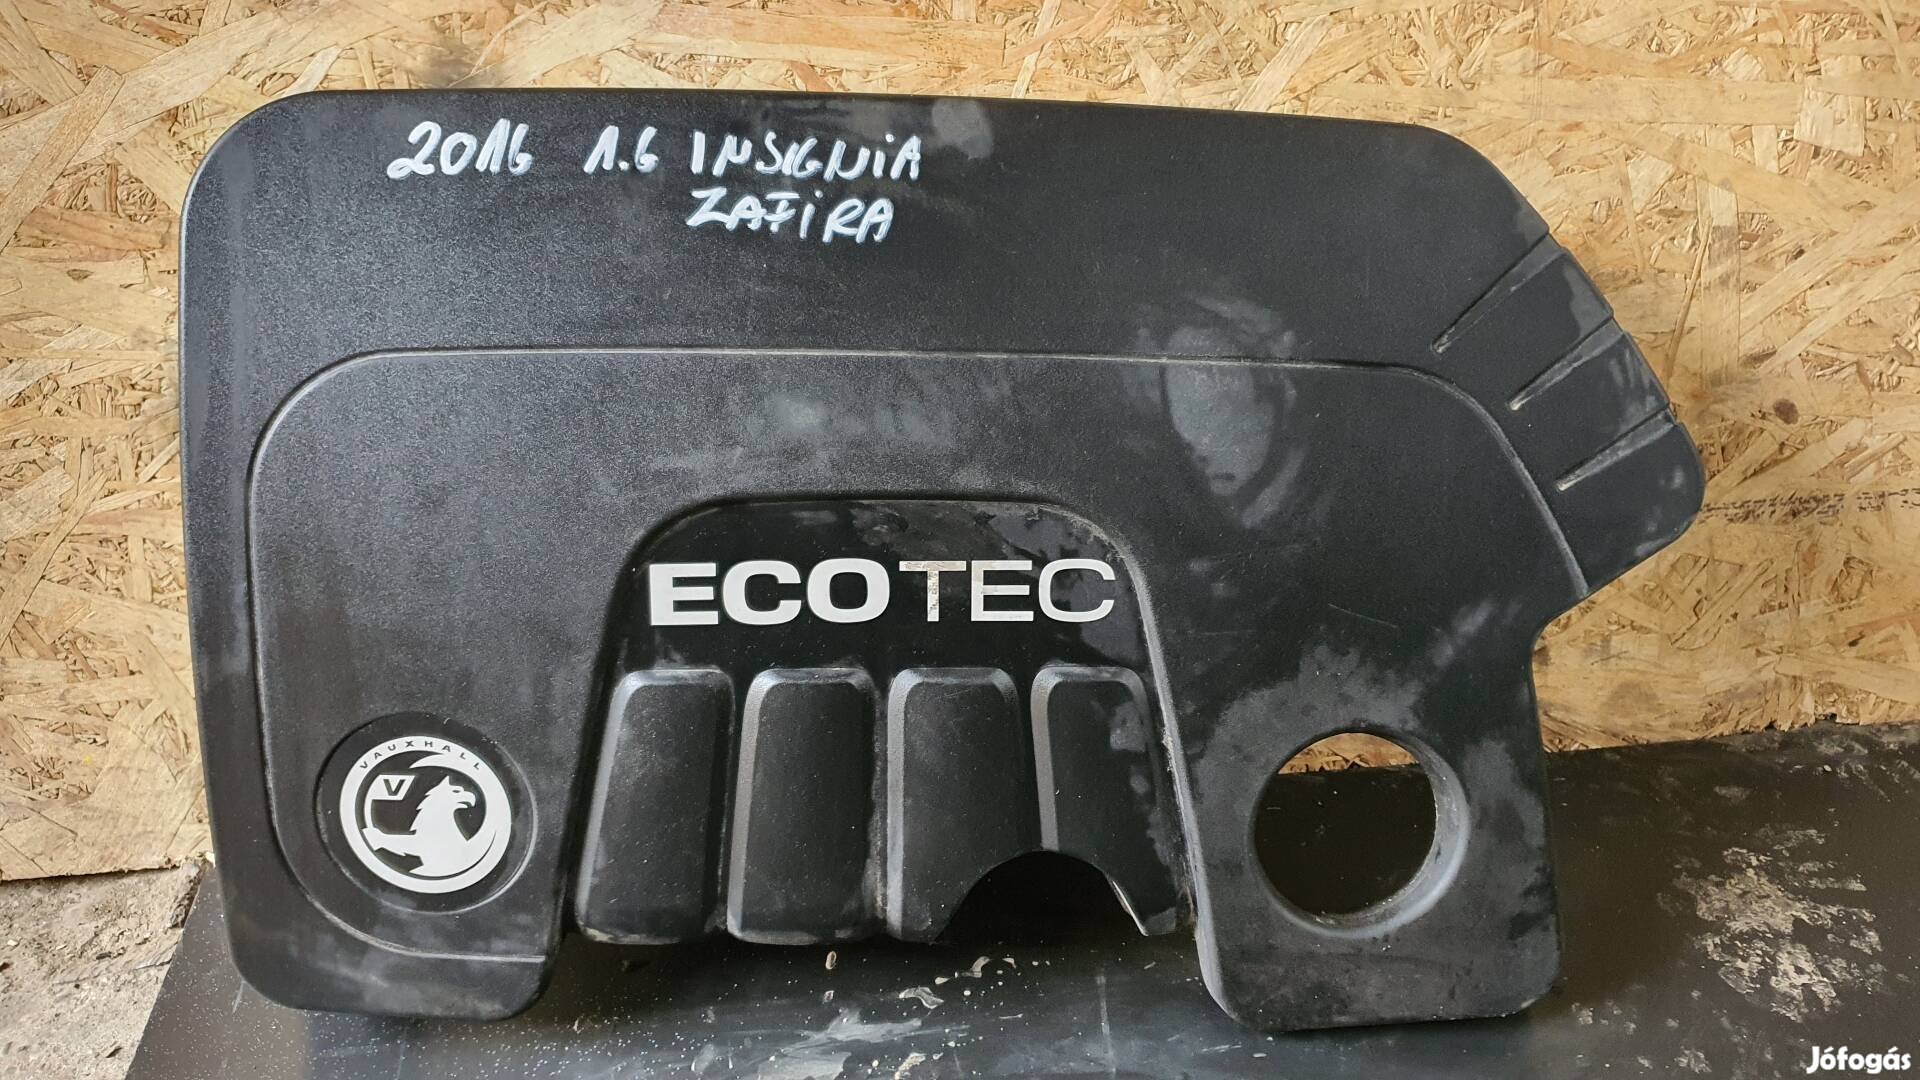 2016 1.6 INSIGNIA
ZAFIRA
ECOTEC
VAUXHALL
V
Jófogás